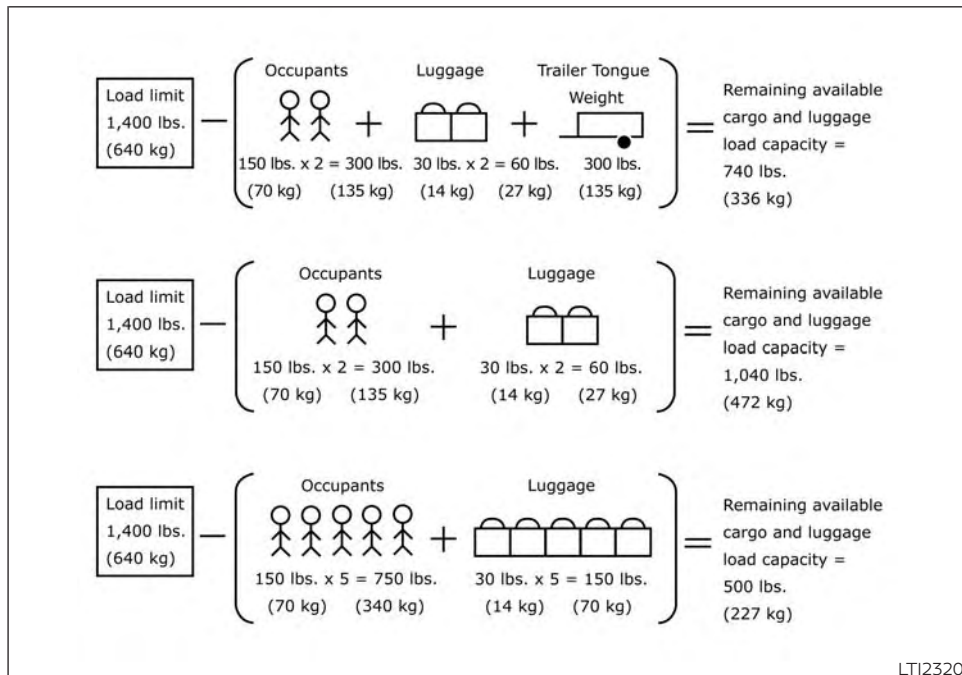 Occupants Luggage Trailer Tongue
Weight
Load limit
1,400 lbs.
(640 kg)
150 lbs. x 2 = 300 lbs. 30 lbs. x 2 = 60 lbs. 300 lbs.
(70 kg) (135 kg) (14 kg) (27 kg) (135 kg)
Remaining available
cargo and luggage
load capacity =
740 lbs.
(336 kg)
Occupants Luggage
Load limit
1,400 lbs.
(640 kg)
150 lbs. x 2 = 300 lbs. 30 lbs. x 2 = 60 lbs.
(70 kg) (135 kg) (14 kg) (27 kg)
Remaining available
cargo and luggage
load capacity =
1,040 lbs.
(472 kg)
Occupants Luggage
Load limit
1,400 lbs.
(640 kg)
150 lbs. x 5 = 750 lbs. 30 lbs. x 5 = 150 lbs.
(70 kg) (340 kg) (14 kg) (70 kg)
Remaining available
cargo and luggage
load capacity =
500 lbs.
(227 kg)
LTI2320